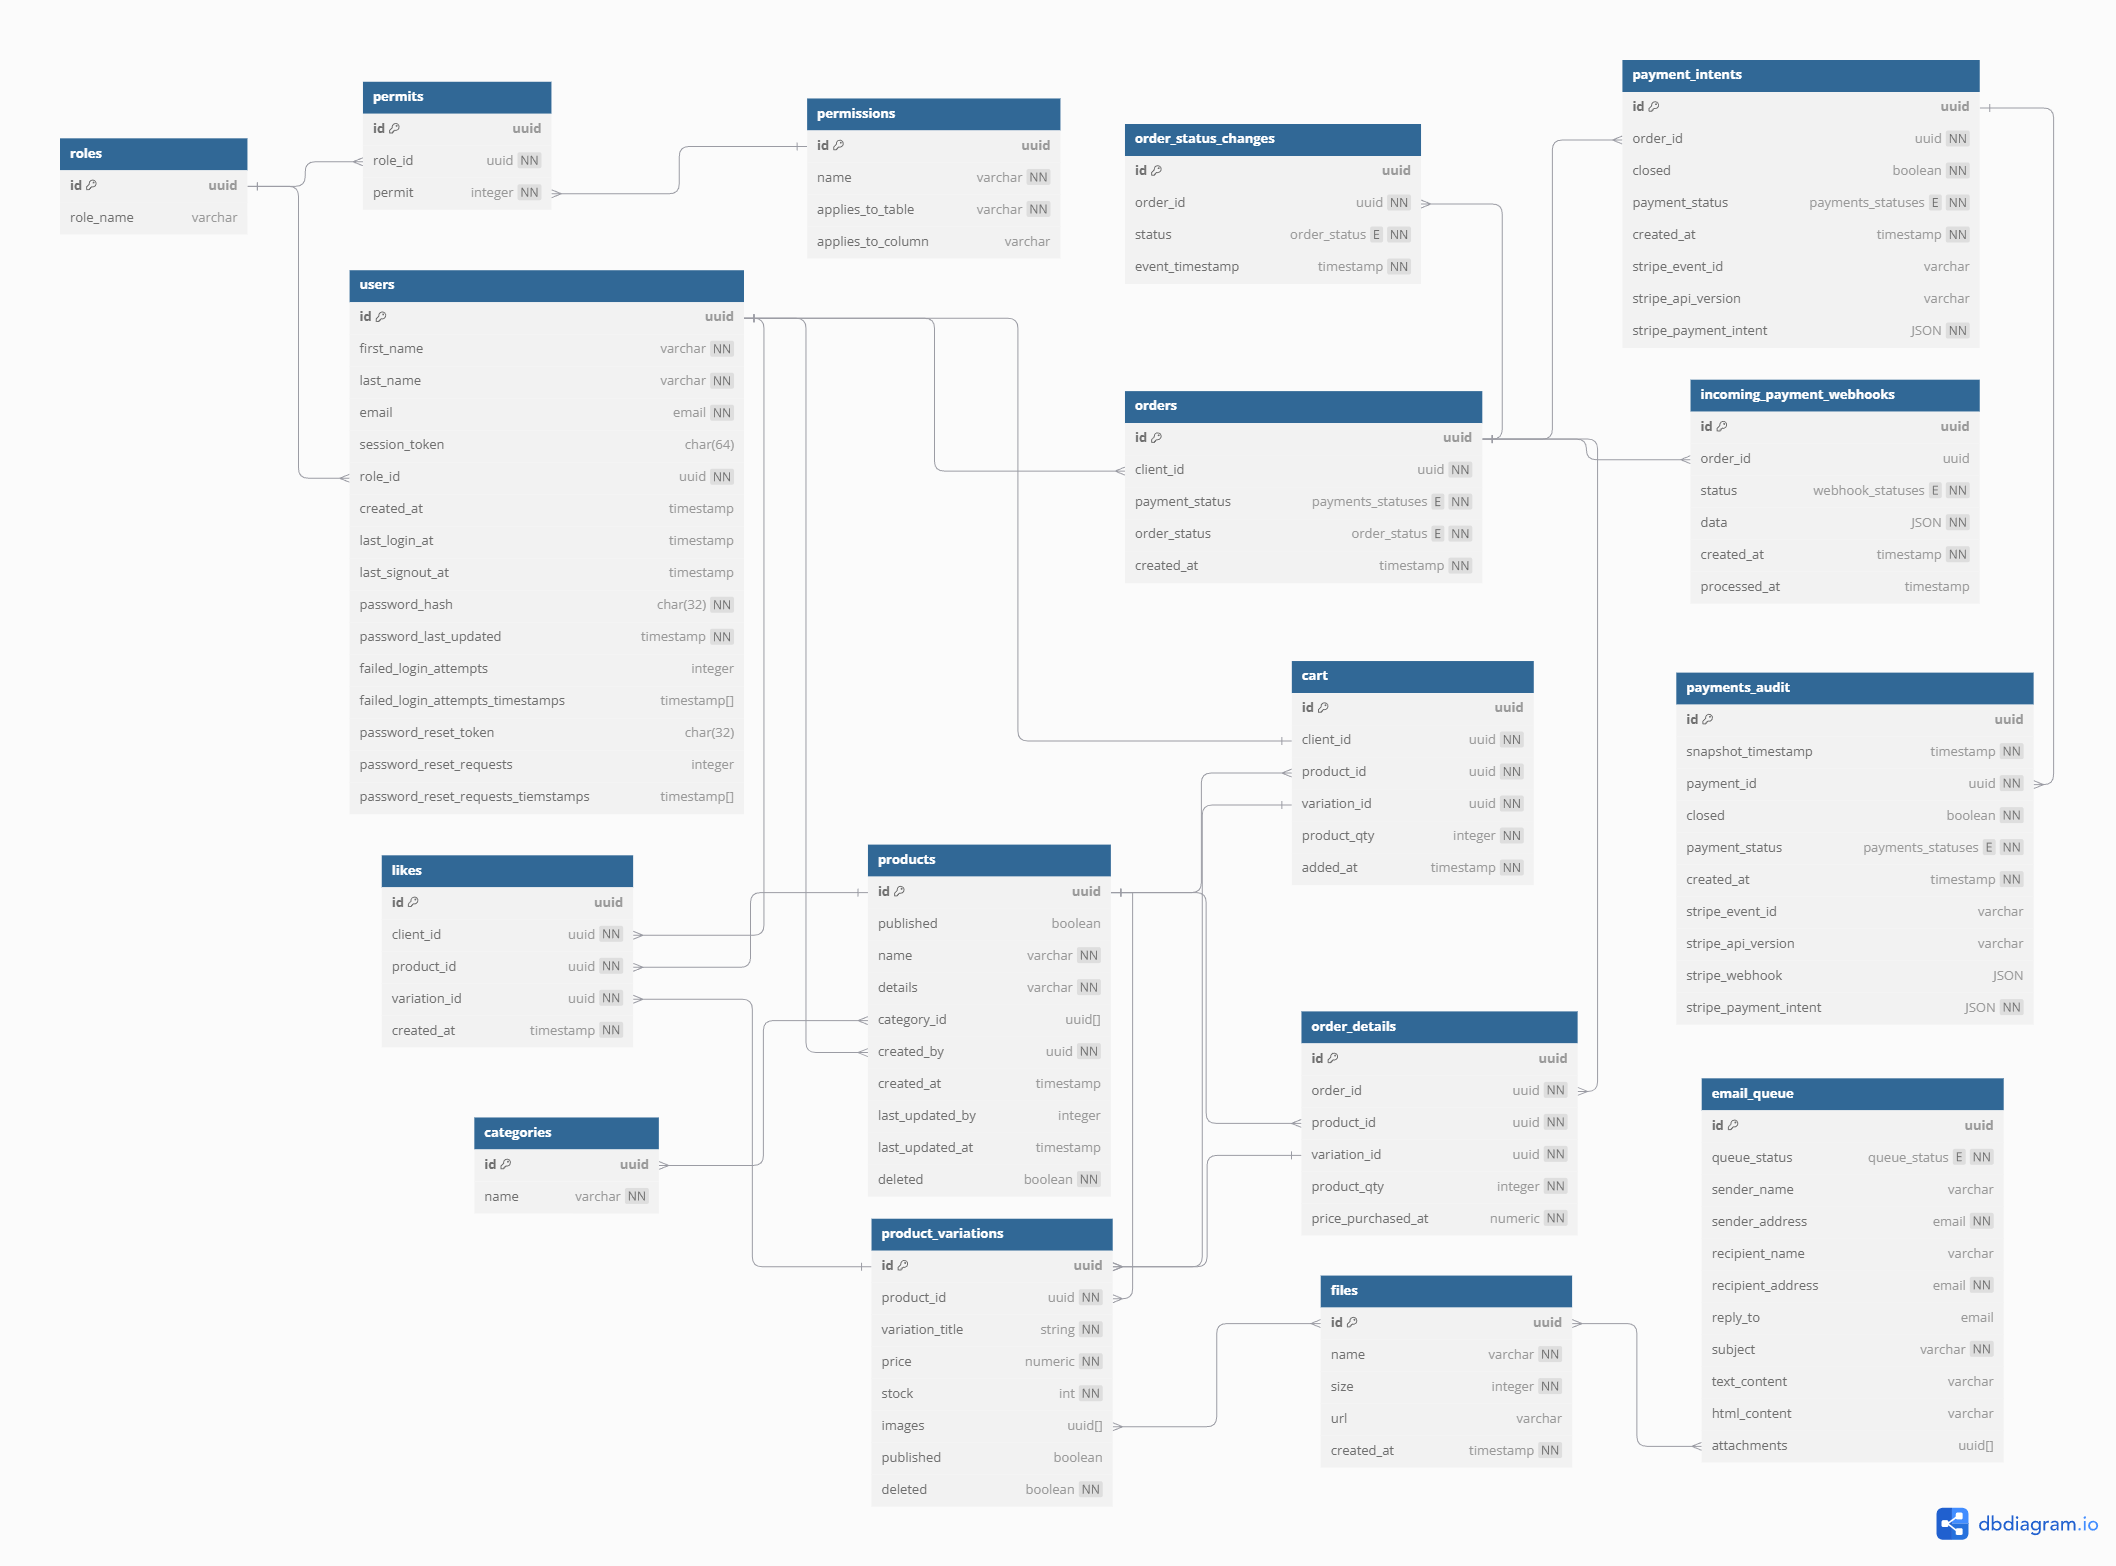 roles
id uuid
role_name varchar
permits
id uuid
role_id uuid NN
permit integer NN
permissions
id uuid
name varchar NN
applies_to_table varchar NN
applies_to_column varchar
order_status_changes
id uuid
order_id uuid NN
status order_status E NN
event_timestamp timestamp NN
payment_intents
id uuid
order_id uuid NN
closed boolean NN
payment_status payments_statuses E NN
created_at timestamp NN
stripe_event_id varchar
stripe_api_version varchar
stripe_payment_intent JSON NN
users
id uuid
first_name varchar NN
last_name varchar NN
email email NN
session_token char(64)
role_id uuid NN
created_at timestamp
last_login_at timestamp
last_signout_at timestamp
password_hash char(32) NN
password_last_updated timestamp NN
failed_login_attempts integer
failed_login_attempts_timestamps timestamp[]
password_reset_token char(32)
password_reset_requests integer
password_reset_requests_tiemstamps timestamp[]
orders
id uuid
client_id uuid NN
payment_status payments_statuses E NN
order_status order_status E NN
created_at timestamp NN
incoming_payment_webhooks
id uuid
order_id uuid
status webhook_statuses E NN
data JSON NN
created_at timestamp NN
processed_at timestamp
cart
id uuid
client_id uuid NN
product_id uuid NN
variation_id uuid NN
product_qty integer NN
added_at timestamp NN
payments_audit
id uuid
snapshot_timestamp timestamp NN
payment_id uuid NN
closed boolean NN
payment_status payments_statuses E NN
created_at timestamp NN
stripe_event_id varchar
stripe_api_version varchar
stripe_webhook JSON
stripe_payment_intent JSON NN
likes
id uuid
client_id uuid NN
product_id uuid NN
variation_id uuid NN
created_at timestamp NN
products
id uuid
published boolean
name varchar NN
details varchar NN
category_id uuid[]
created_by uuid NN
created_at timestamp
last_updated_by integer
last_updated_at timestamp
deleted boolean NN
order_details
id uuid
order_id uuid NN
product_id uuid NN
variation_id uuid NN
product_qty integer NN
price_purchased_at numeric NN
email_queue
id uuid
queue_status queue_status E NN
sender_name varchar
sender_address email NN
recipient_name varchar
recipient_address email NN
reply_to email
subject varchar NN
text_content varchar
html_content varchar
attachments uuid[]
categories
id uuid
name varchar NN
product_variations
id uuid
product_id uuid NN
variation_title string NN
price numeric NN
stock int NN
images uuid[]
published boolean
deleted boolean NN
files
id uuid
name varchar NN
size integer NN
url varchar
created_at timestamp NN
dbdiagram.io